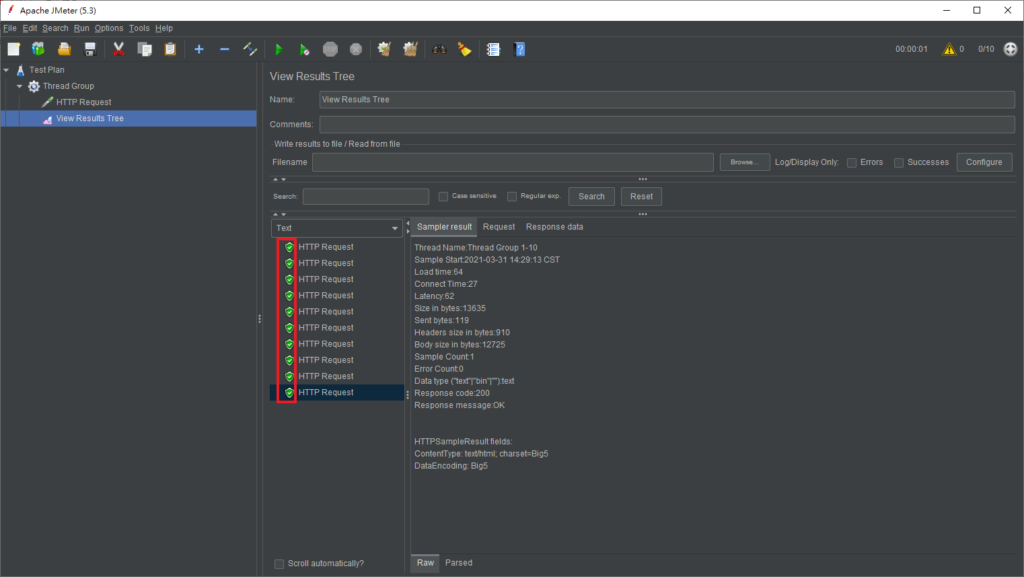 Apache JMeter (5.3)
File Edit Search Run Options Tools Help
00:00:01 0 0/10
Test Plan
Thread Group
HTTP Request
View Results Tree
View Results Tree
Name: View Results Tree
Comments:
Write results to file / Read from file
Filename Browse... Log/Display Only: Errors Successes Configure
Search: Case sensitive Regular exp. Search Reset
Text
HTTP Request
HTTP Request
HTTP Request
HTTP Request
HTTP Request
HTTP Request
HTTP Request
HTTP Request
HTTP Request
HTTP Request
Scroll automatically?
Sampler result Request Response data
Thread Name:Thread Group 1-10
Sample Start:2021-03-31 14:29:13 CST
Load time:64
Connect Time:27
Latency:62
Size in bytes:13635
Sent bytes:119
Headers size in bytes:910
Body size in bytes:12725
Sample Count:1
Error Count:0
Data type ("text"|"bin"|""):text
Response code:200
Response message:OK
HTTPSampleResult fields:
ContentType: text/html; charset=Big5
DataEncoding: Big5
Raw Parsed